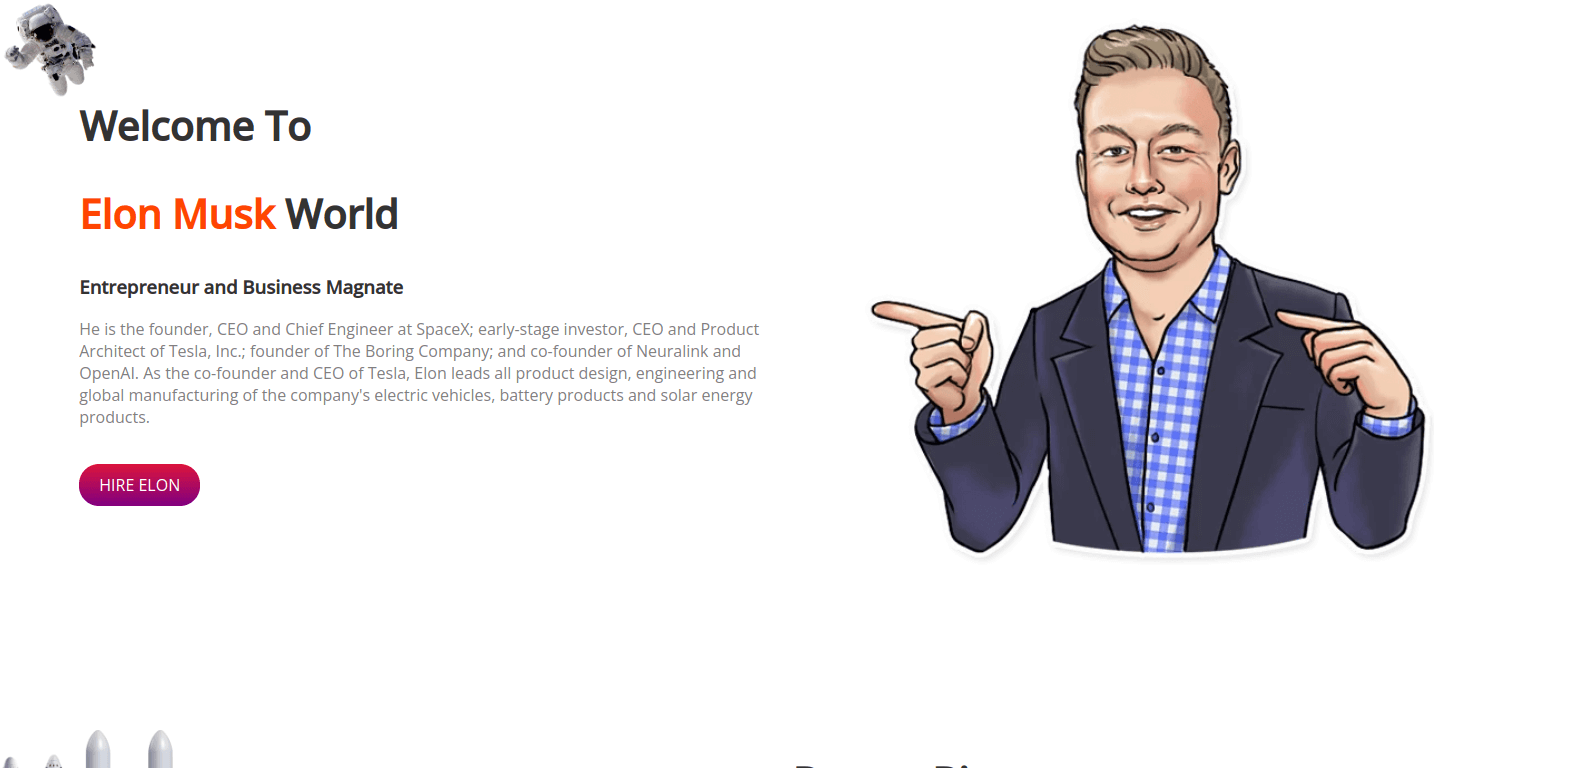 Welcome To
Elon Musk World
Entrepreneur and Business Magnate
He is the founder, CEO and Chief Engineer at SpaceX; early-stage investor, CEO and Product
Architect of Tesla, Inc.; founder of The Boring Company; and co-founder of Neuralink and
OpenAI. As the co-founder and CEO of Tesla, Elon leads all product design, engineering and
global manufacturing of the company's electric vehicles, battery products and solar energy
products.
HIRE ELON